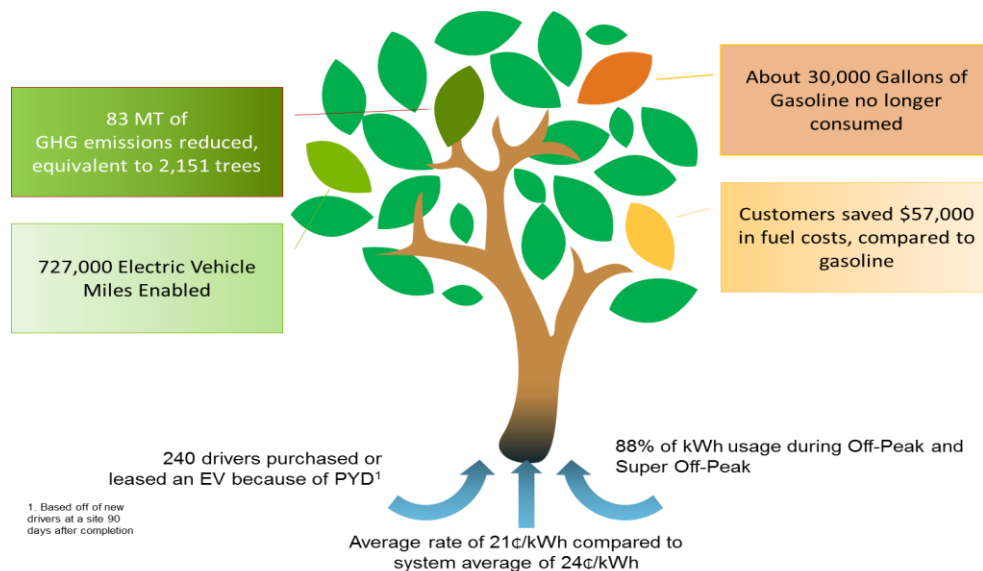 83 MT of
GHG emissions reduced,
equivalent to 2,151 trees
727,000 Electric Vehicle
Miles Enabled
About 30,000 Gallons of
Gasoline no longer
consumed
Customers saved $57,000
in fuel costs, compared to
gasoline
240 drivers purchased or
leased an EV because of PYD¹
88% of kWh usage during Off-Peak and
Super Off-Peak
Average rate of 21¢/kWh compared to
system average of 24¢/kWh
1. Based off of new
drivers at a site 90
days after completion